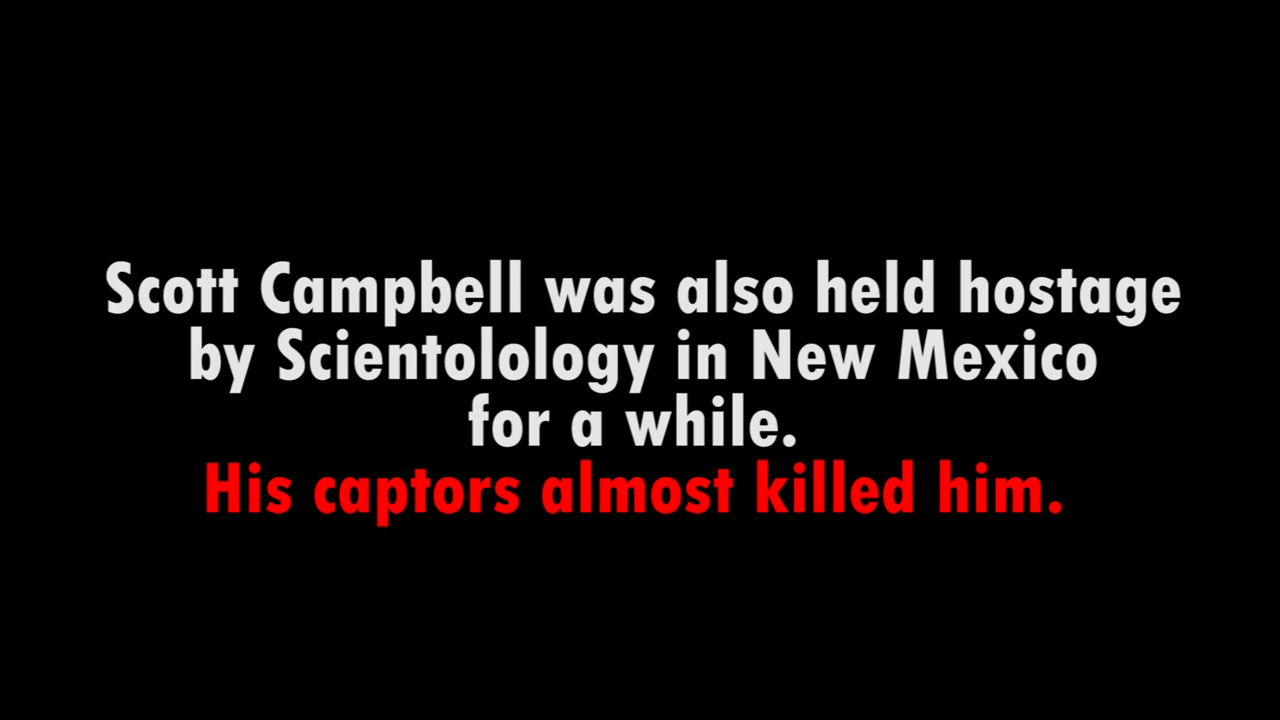 Scott Campbell was also held hostage
by Scientolology in New Mexico
for a while.
His captors almost killed him.